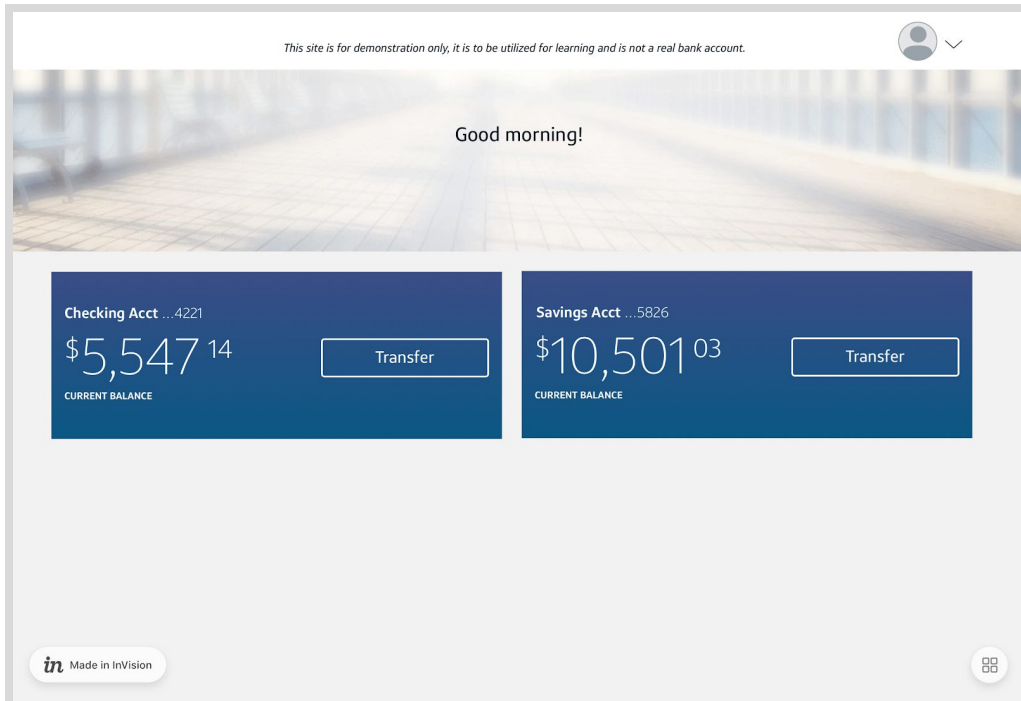 This site is for demonstration only, it is to be utilized for learning and is not a real bank account.
Good morning!
Checking Acct ...4221
$5,547 14
Transfer
CURRENT BALANCE
Savings Acct ...5826
$10,501 03
Transfer
CURRENT BALANCE
in Made in InVision